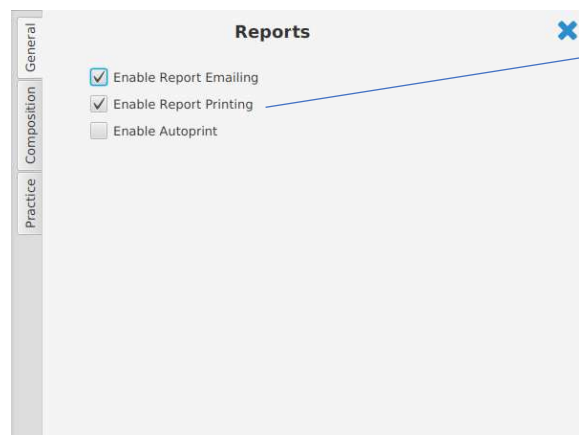 Reports
General
Enable Report Emailing
Enable Report Printing
Enable Autoprint
Composition
Practice